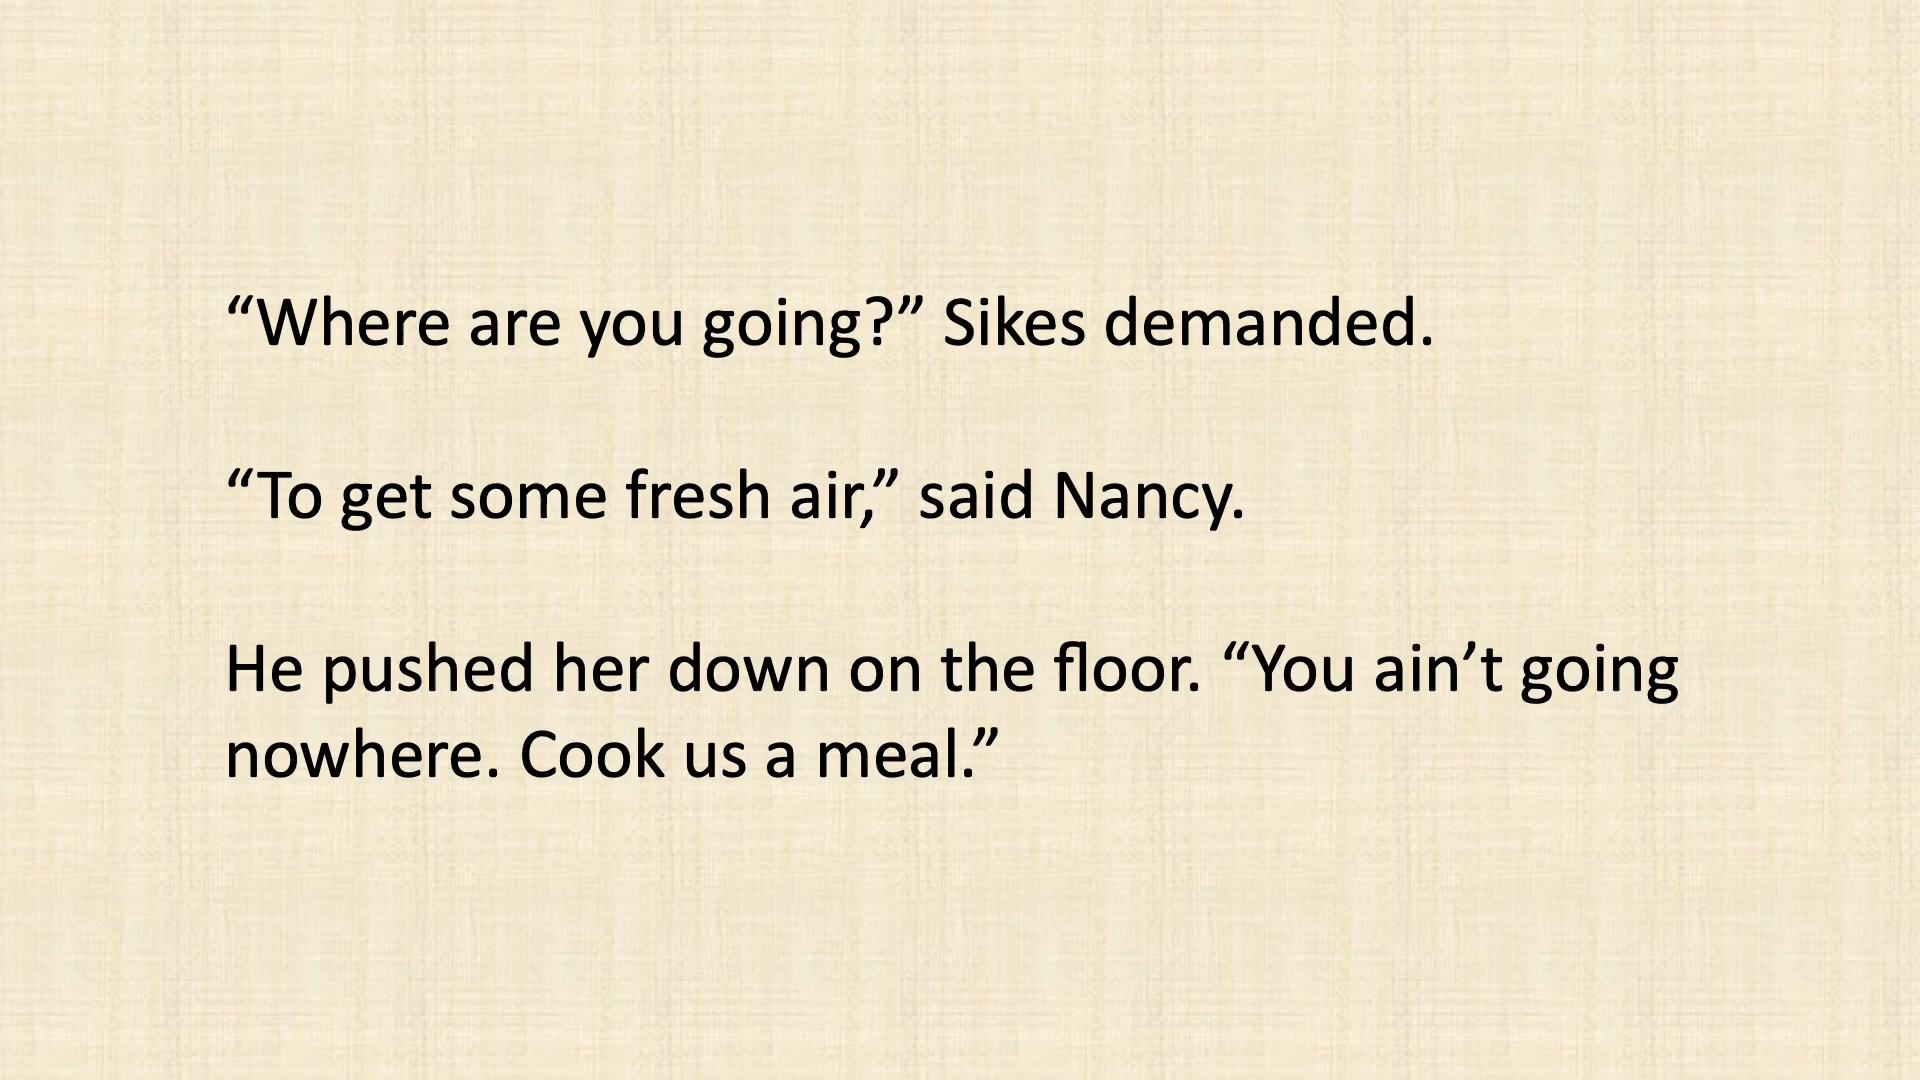 “Where are you going?” Sikes demanded.
“To get some fresh air,” said Nancy.
He pushed her down on the floor. “You ain’t going
nowhere. Cook us a meal.”